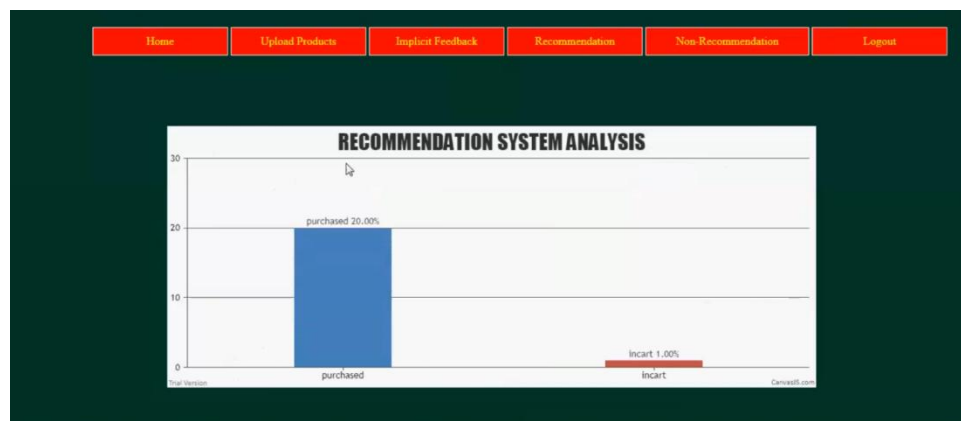 Home Upload Products Implicit Feedback Recommendation Non-Recommendation Logout
RECOMMENDATION SYSTEM ANALYSIS
30
purchased 20.00%
20
10
incart 1.00%
0
purchased incart
Trial Version CanvasJS.com